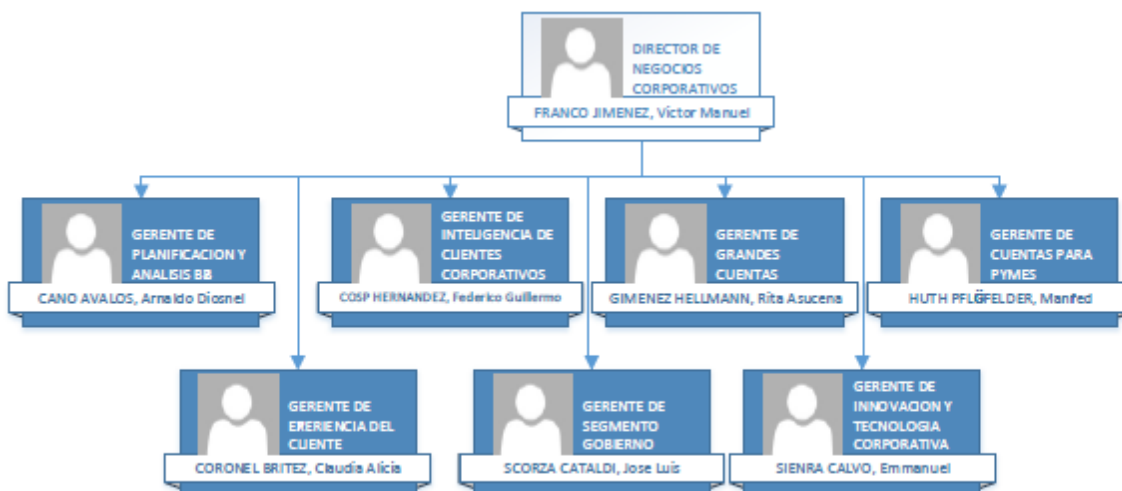 DIRECTOR DE
NEGOCIOS
CORPORATIVOS
FRANCO JIMENEZ, Víctor Manuel
GERENTE DE
PLANIFICACION Y
ANALISIS BB
CANO AVALOS, Arnaldo Diosnel
GERENTE DE
INTELIGENCIA DE
CLIENTES
CORPORATIVOS
COSP HERNANDEZ, Federico Guillermo
GERENTE DE
GRANDES
CUENTAS
GIMENEZ HELLMANN, Rita Asucena
GERENTE DE
CUENTAS PARA
PYMES
HUTH PFLÜGFELDER, Manfed
GERENTE DE
ERERIENCIA DEL
CLIENTE
CORONEL BRITEZ, Claudia Alicia
GERENTE DE
SEGMENTO
GOBIERNO
SCORZA CATALDI, Jose Luis
GERENTE DE
INNOVACION Y
TECNOLOGIA
CORPORATIVA
SIENRA CALVO, Emmanuel